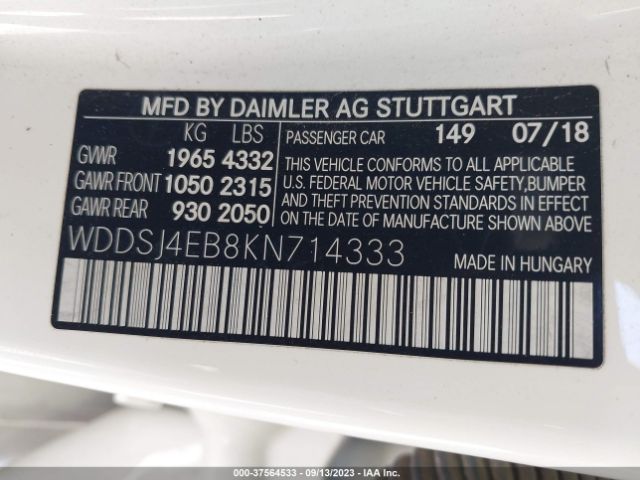 MFD BY DAIMLER AG STUTTGART
KG LBS
PASSENGER CAR 149 07/18
GVWR 1965 4332
GAWR FRONT 1050 2315
GAWR REAR 930 2050
THIS VEHICLE CONFORMS TO ALL APPLICABLE
U.S. FEDERAL MOTOR VEHICLE SAFETY,BUMPER
AND THEFT PREVENTION STANDARDS IN EFFECT
ON THE DATE OF MANUFACTURE SHOWN ABOVE.
WDDSJ4EB8KN714333
MADE IN HUNGARY
000-37564533 - 09/13/2023 - IAA Inc.